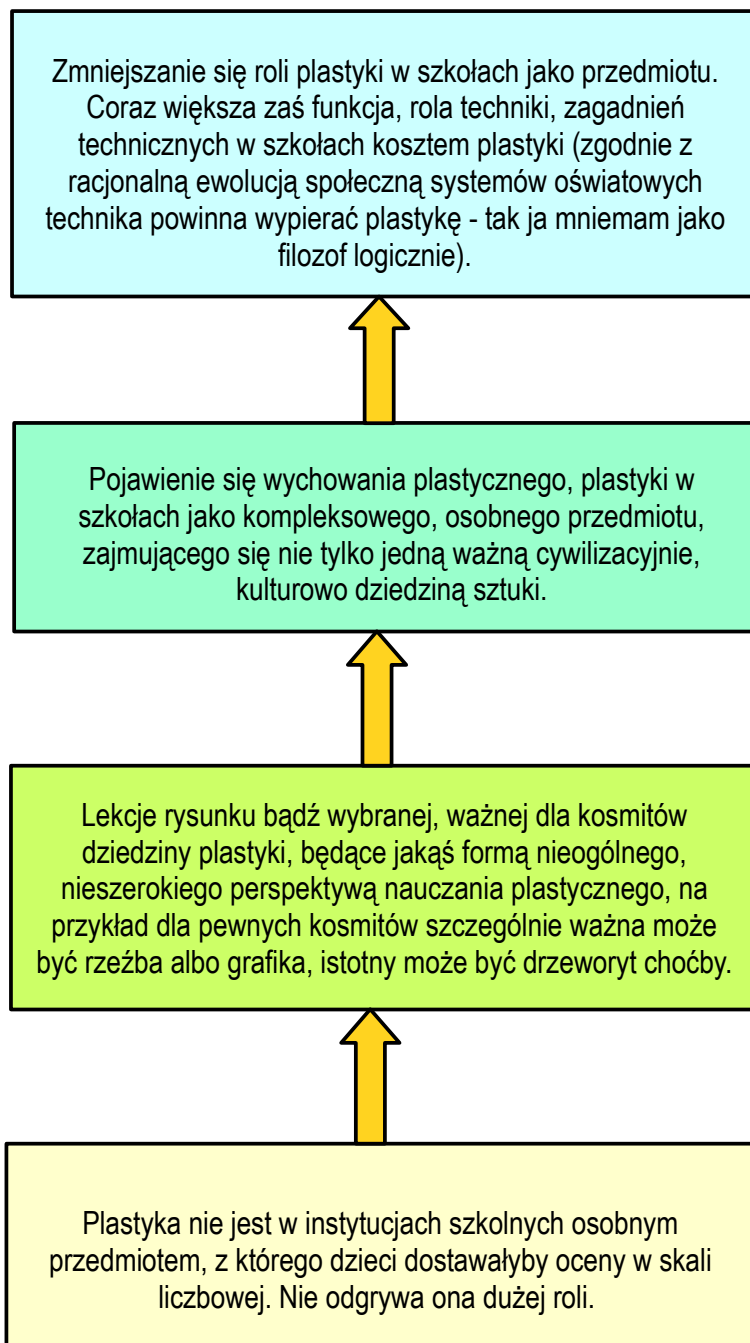 Zmniejszanie się roli plastyki w szkołach jako przedmiotu.
Coraz większa zaś funkcja, rola techniki, zagadnień
technicznych w szkołach kosztem plastyki (zgodnie z
racjonalną ewolucją społeczną systemów oświatowych
technika powinna wypierać plastykę - tak ja mniemam jako
filozof logicznie).
Pojawienie się wychowania plastycznego, plastyki w
szkołach jako kompleksowego, osobnego przedmiotu,
zajmującego się nie tylko jedną ważną cywilizacyjnie,
kulturowo dziedziną sztuki.
Lekcje rysunku bądź wybranej, ważnej dla kosmitów
dziedziny plastyki, będące jakąś formą nieogólnego,
nieszerokiego perspektywą nauczania plastycznego, na
przykład dla pewnych kosmitów szczególnie ważna może
być rzeźba albo grafika, istotny może być drzeworyt choćby.
Plastyka nie jest w instytucjach szkolnych osobnym
przedmiotem, z którego dzieci dostawałyby oceny w skali
liczbowej. Nie odgrywa ona dużej roli.